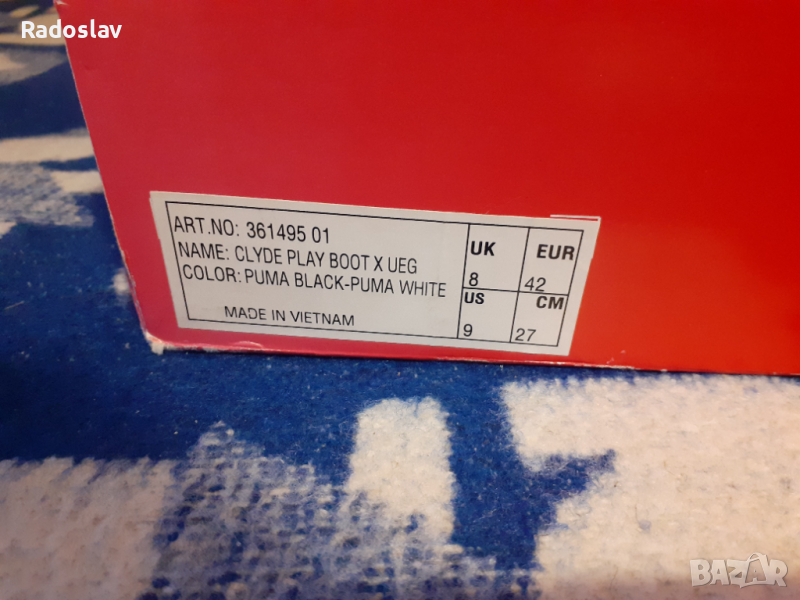 Radoslav
ART.NO: 361495 01
NAME: CLYDE PLAY BOOT X UEG
COLOR: PUMA BLACK-PUMA WHITE
MADE IN VIETNAM
UK EUR
8 42
US CM
9 27
BAZAR